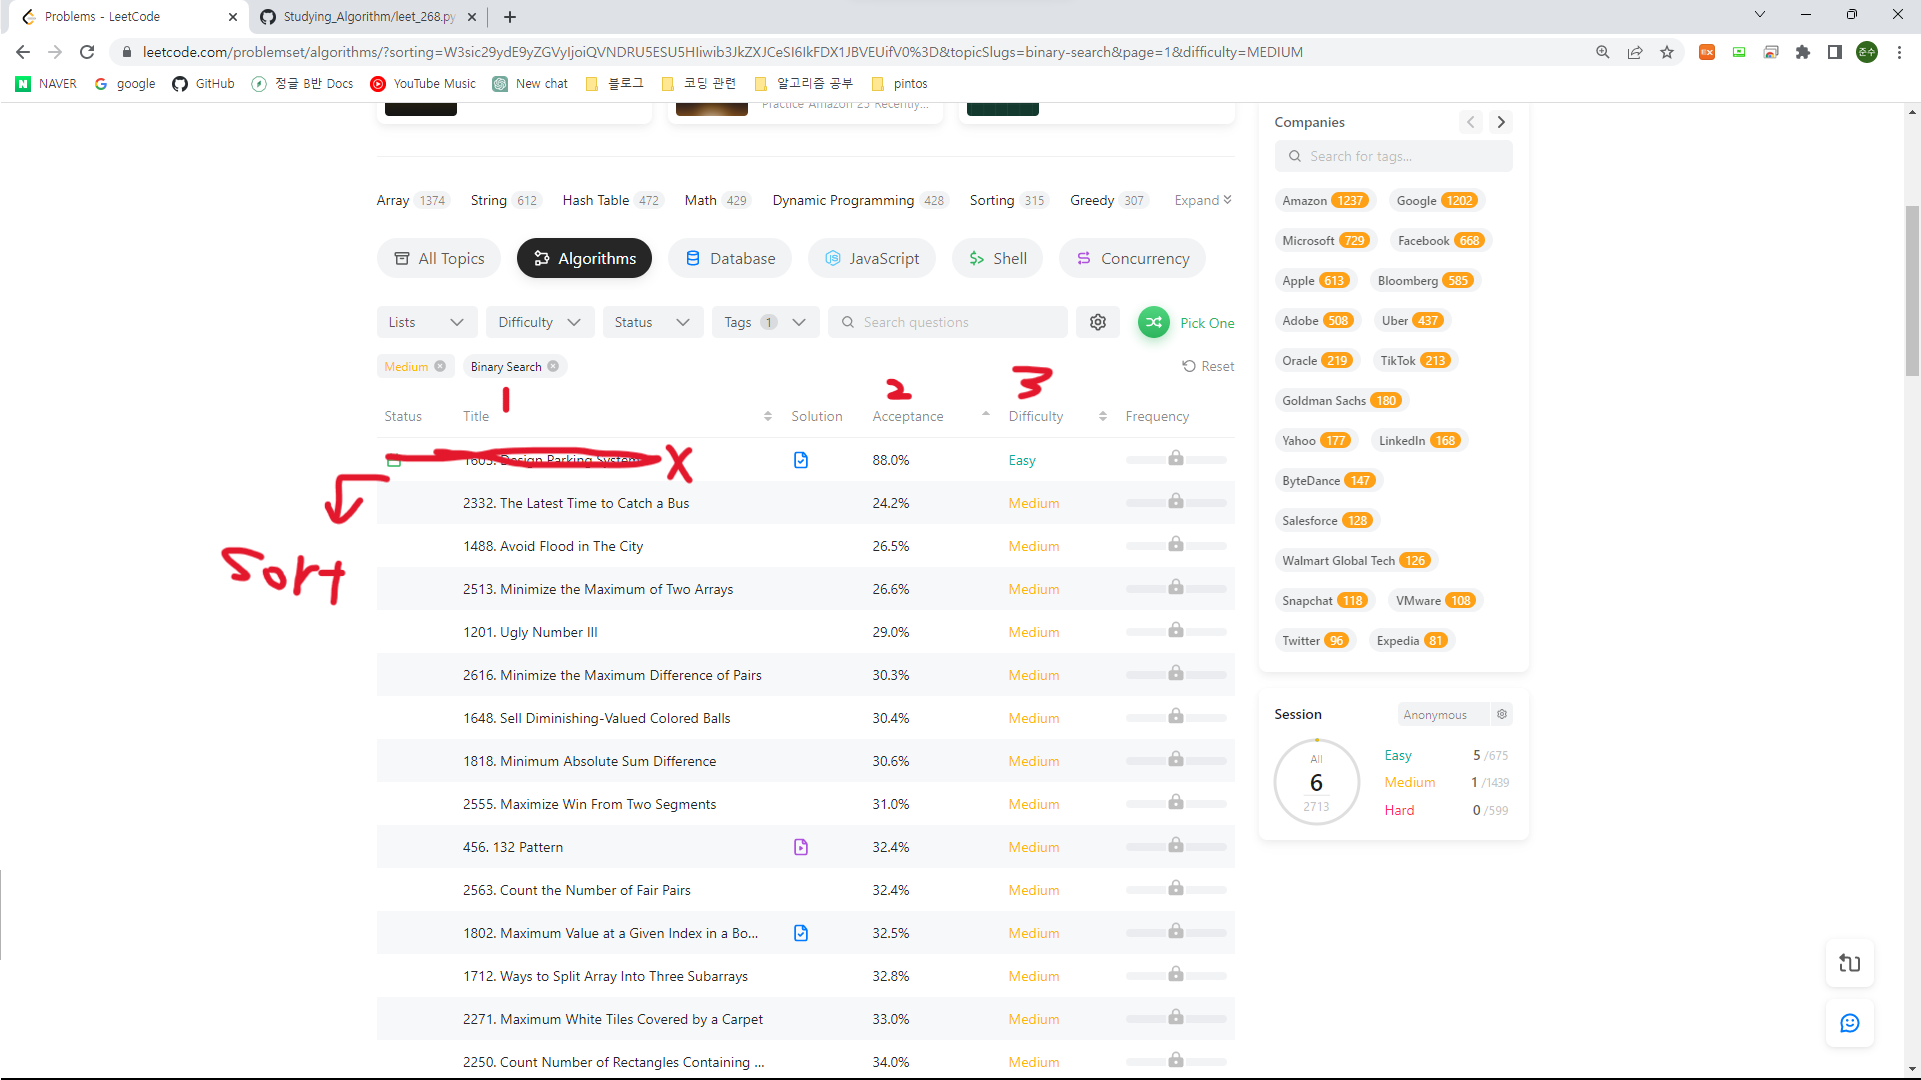 Problems - LeetCode
Studying_Algorithm/leet_268.py
leetcode.com/problemset/algorithms/?sorting=W3sic29ydE9yZGVyIjoiQVNDRU5ESU5HIiwib3JkZXJCeSI6IkFDX1JBVEUifV0%3D&topicSlugs=binary-search&page=1&difficulty=MEDIUM
EX
준수
NAVER
google
GitHub
정글 B반 Docs
YouTube Music
New chat
블로그
코딩 관련
알고리즘 공부
pintos
Practice Amazon 25 Recently...
Array 1374 String 612 Hash Table 472 Math 429 Dynamic Programming 428 Sorting 315 Greedy 307 Expand
All Topics Algorithms Database JavaScript Shell Concurrency
Lists Difficulty Status Tags 1 Search questions Pick One
Medium Binary Search Reset
1 2 3
Status Title Solution Acceptance Difficulty Frequency
1603. Design Parking System X 88.0% Easy
2332. The Latest Time to Catch a Bus 24.2% Medium
1488. Avoid Flood in The City 26.5% Medium
sort
2513. Minimize the Maximum of Two Arrays 26.6% Medium
1201. Ugly Number III 29.0% Medium
2616. Minimize the Maximum Difference of Pairs 30.3% Medium
1648. Sell Diminishing-Valued Colored Balls 30.4% Medium
1818. Minimum Absolute Sum Difference 30.6% Medium
2555. Maximize Win From Two Segments 31.0% Medium
456. 132 Pattern 32.4% Medium
2563. Count the Number of Fair Pairs 32.4% Medium
1802. Maximum Value at a Given Index in a Bo... 32.5% Medium
1712. Ways to Split Array Into Three Subarrays 32.8% Medium
2271. Maximum White Tiles Covered by a Carpet 33.0% Medium
2250. Count Number of Rectangles Containing ... 34.0% Medium
Companies
Search for tags...
Amazon 1237 Google 1202
Microsoft 729 Facebook 668
Apple 613 Bloomberg 585
Adobe 508 Uber 437
Oracle 219 TikTok 213
Goldman Sachs 180
Yahoo 177 LinkedIn 168
ByteDance 147
Salesforce 128
Walmart Global Tech 126
Snapchat 118 VMware 108
Twitter 96 Expedia 81
Session Anonymous
All
6
2713
Easy 5 /675
Medium 1 /1439
Hard 0 /599